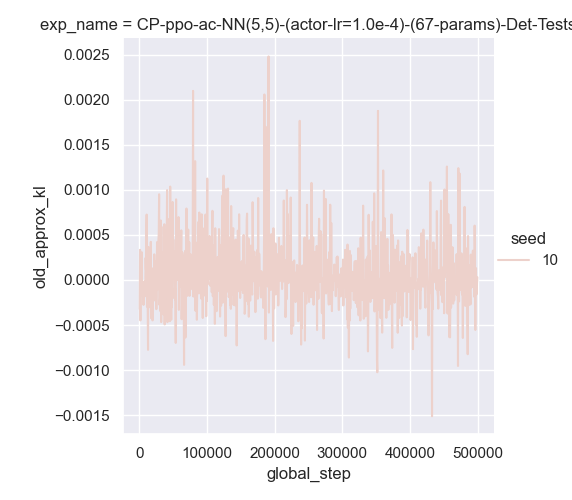 exp_name = CP-ppo-ac-NN(5,5)-(actor-lr=1.0e-4)-(67-params)-Det-Tests
0.0025
0.0020
0.0015
0.0010
0.0005
0.0000
−0.0005
−0.0010
−0.0015
old_approx_kl
seed
10
0 100000 200000 300000 400000 500000
global_step